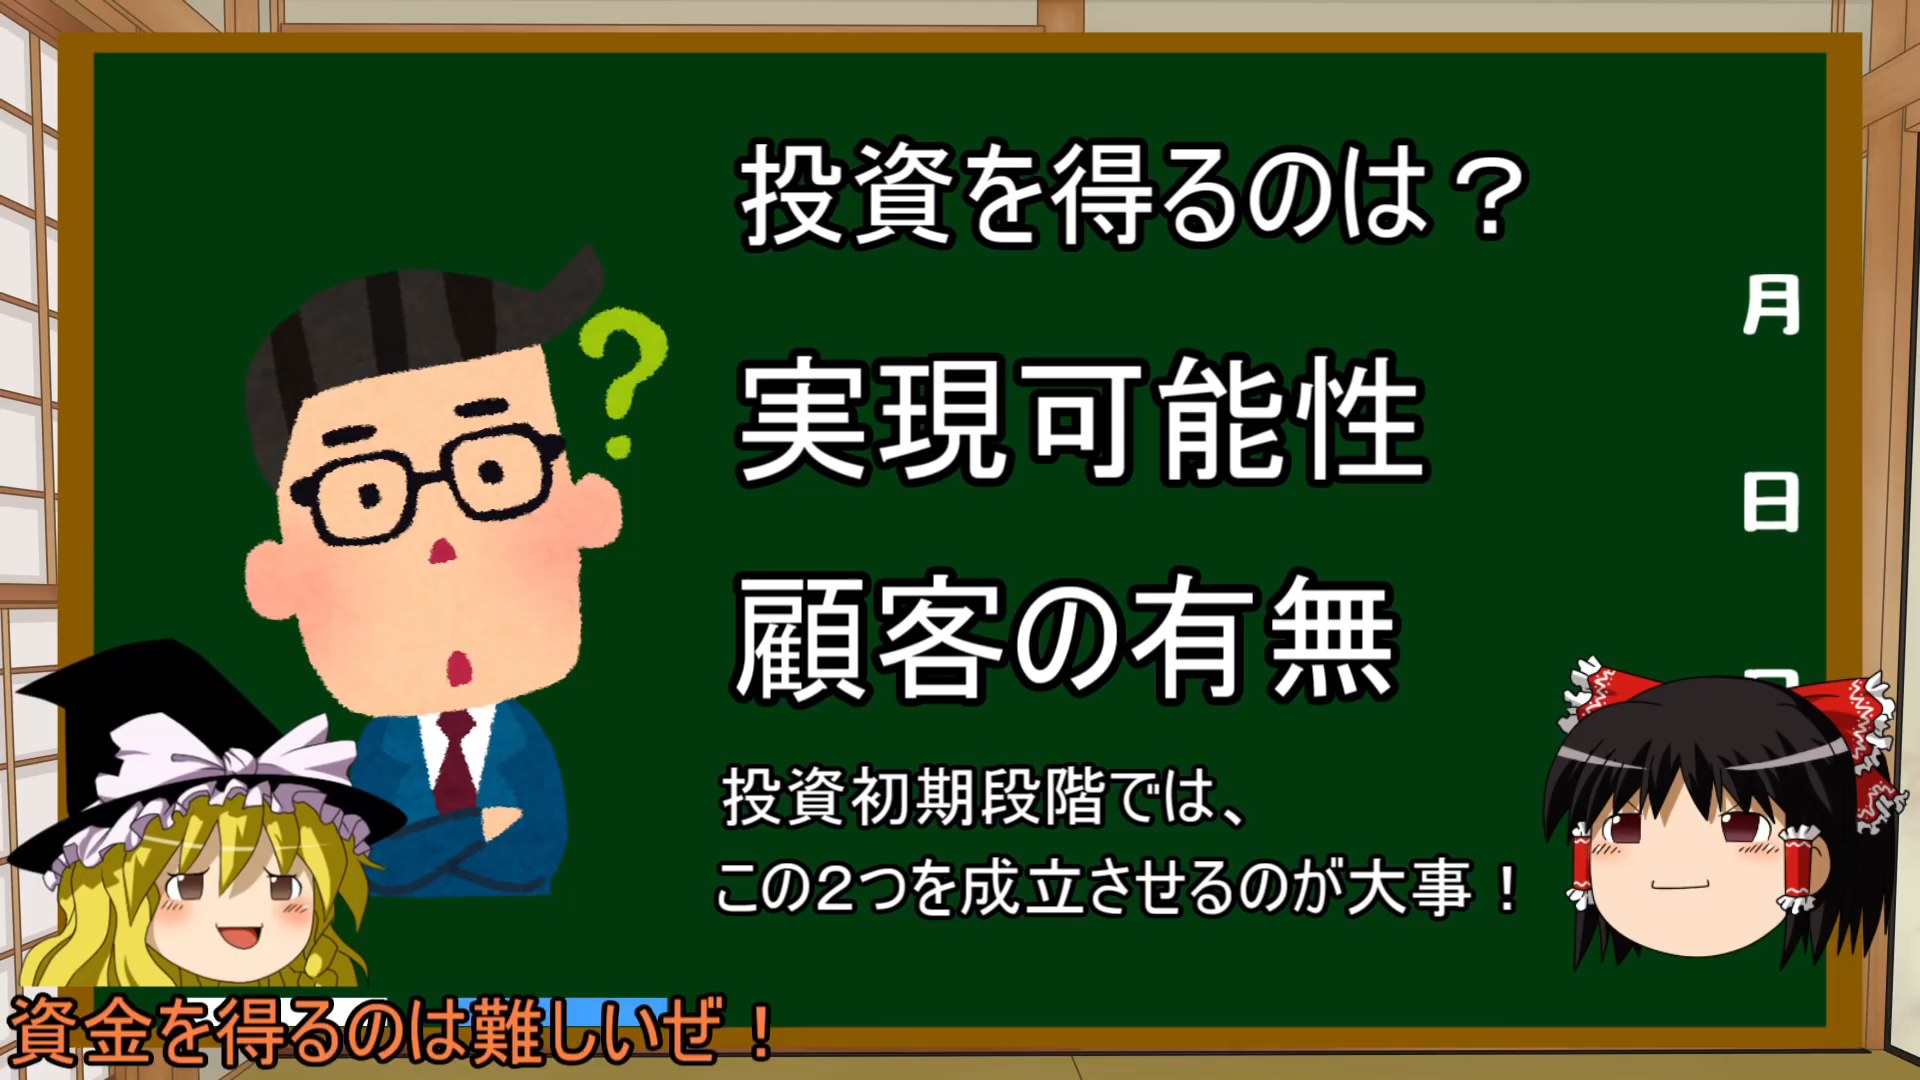 投資を得るのは？
実現可能性
顧客の有無
投資初期段階では、
この2つを成立させるのが大事！
月
日
資金を得るのは難しいぜ！